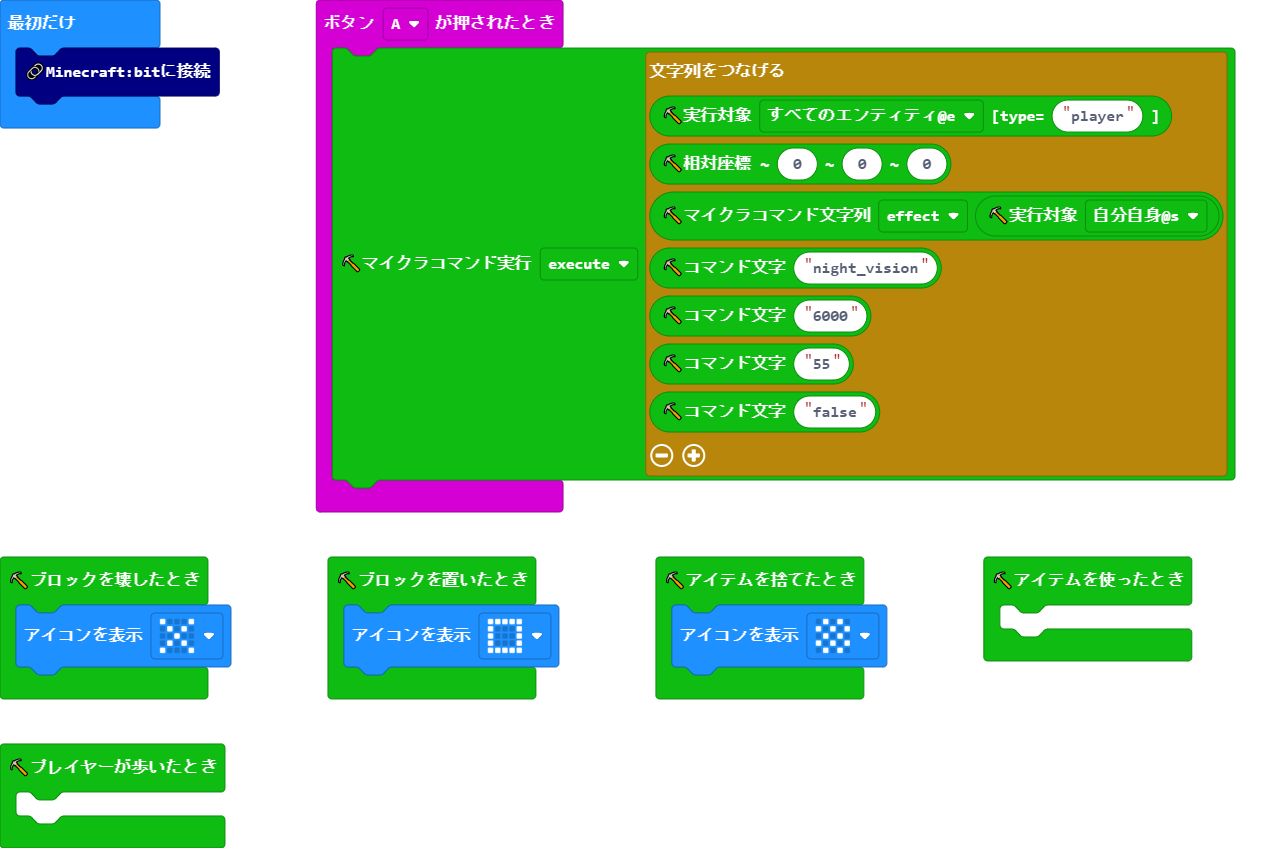 最初だけ
Minecraft:bitに接続
ボタン A が押されたとき
マイクラコマンド実行 execute
文字列をつなげる
実行対象 すべてのエンティティ@e [type= "player" ]
相対座標 ~ 0 ~ 0 ~ 0
マイクラコマンド文字列 effect 実行対象 自分自身@s
コマンド文字 "night_vision"
コマンド文字 "6000"
コマンド文字 "55"
コマンド文字 "false"
ブロックを壊したとき
アイコンを表示
ブロックを置いたとき
アイコンを表示
アイテムを捨てたとき
アイコンを表示
アイテムを使ったとき
プレイヤーが歩いたとき